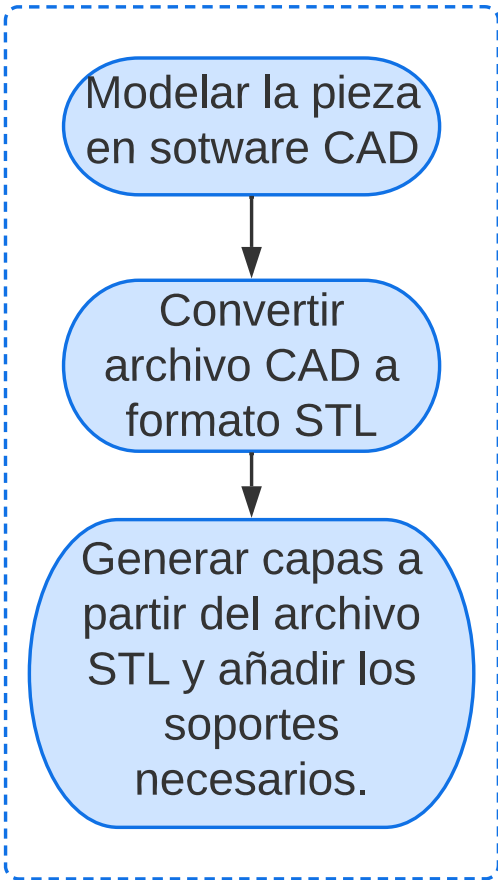 Modelar la pieza
en sotware CAD
Convertir
archivo CAD a
formato STL
Generar capas a
partir del archivo
STL y añadir los
soportes
necesarios.